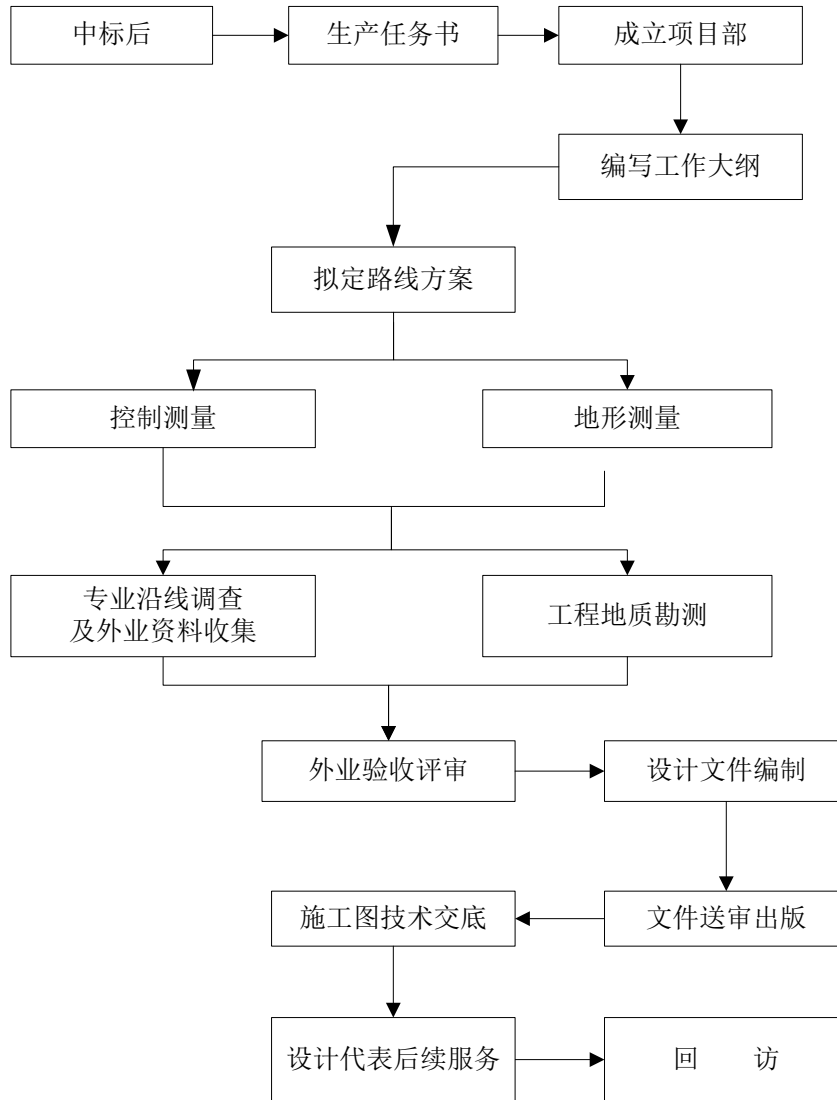 中标后
生产任务书
成立项目部
编写工作大纲
拟定路线方案
控制测量
地形测量
专业沿线调查
及外业资料收集
工程地质勘测
外业验收评审
设计文件编制
施工图技术交底
文件送审出版
设计代表后续服务
回 访